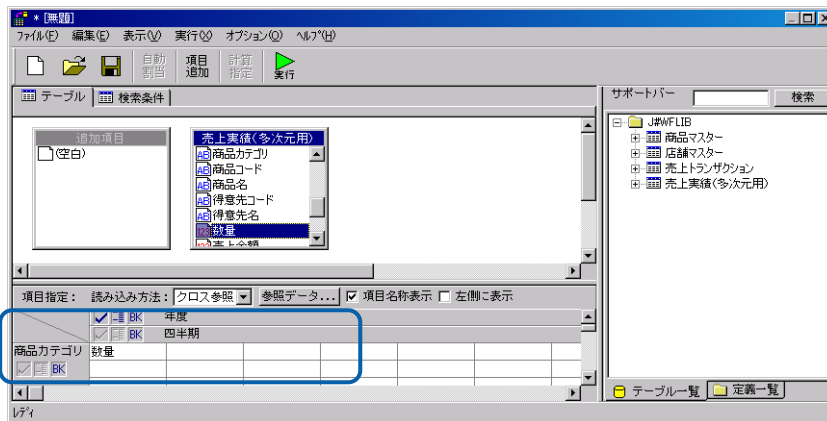 * [無題]
ファイル(F) 編集(E) 表示(V) 実行(X) オプション(O) ヘルプ(H)
自動割当 項目追加 計算指定 実行
テーブル 検索条件
サポートバー 検索
追加項目
(空白)
売上実績(多次元用)
商品カテゴリ
商品コード
商品名
得意先コード
得意先名
数量
売上金額
J#WFLIB
商品マスター
店舗マスター
売上トランザクション
売上実績(多次元用)
項目指定: 読み込み方法: クロス参照 参照データ... 項目名称表示 左側に表示
BK 年度
BK 四半期
商品カテゴリ 数量
BK
テーブル一覧 定義一覧
レディ